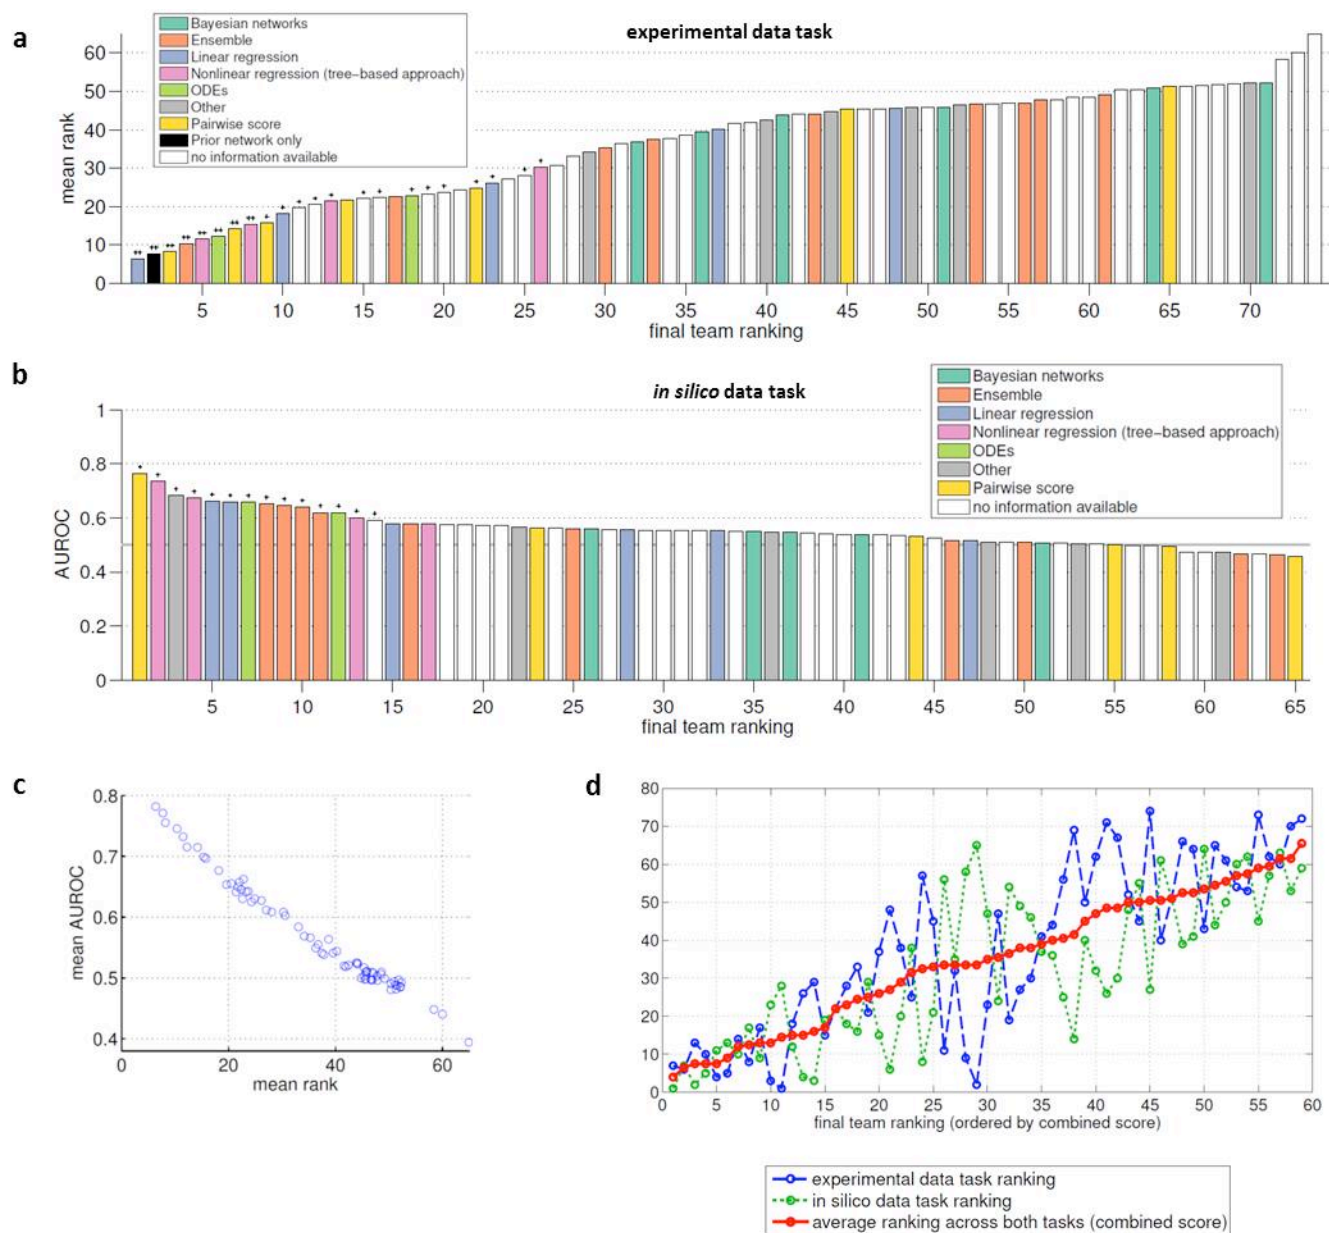 a
experimental data task
Bayesian networks
Ensemble
Linear regression
Nonlinear regression (tree-based approach)
ODEs
Other
Pairwise score
Prior network only
no information available
mean rank
60
50
40
30
20
10
0
5 10 15 20 25 30 35 40 45 50 55 60 65 70
final team ranking
b
in silico data task
Bayesian networks
Ensemble
Linear regression
Nonlinear regression (tree-based approach)
ODEs
Other
Pairwise score
no information available
AUROC
1
0.8
0.6
0.4
0.2
0
5 10 15 20 25 30 35 40 45 50 55 60 65
final team ranking
c
mean AUROC
0.8
0.7
0.6
0.5
0.4
0 20 40 60
mean rank
d
80
70
60
50
40
30
20
10
0
0 5 10 15 20 25 30 35 40 45 50 55 60
final team ranking (ordered by combined score)
experimental data task ranking
in silico data task ranking
average ranking across both tasks (combined score)